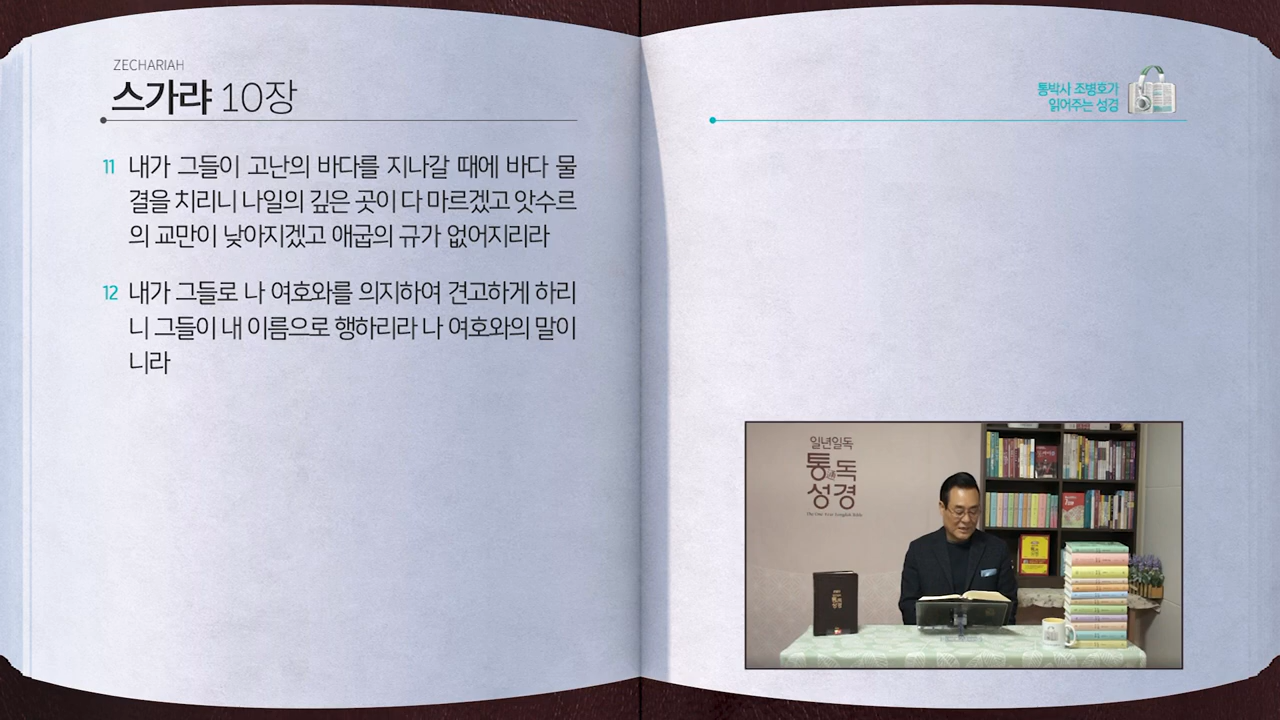 ZECHARIAH
스가랴 10장
11 내가 그들이 고난의 바다를 지나갈 때에 바다 물
결을 치리니 나일의 깊은 곳이 다 마르겠고 앗수르
의 교만이 낮아지겠고 애굽의 규가 없어지리라
12 내가 그들로 나 여호와를 의지하여 견고하게 하리
니 그들이 내 이름으로 행하리라 나 여호와의 말이
니라
통박사 조병호가
읽어주는 성경
일년일독
통독
성경